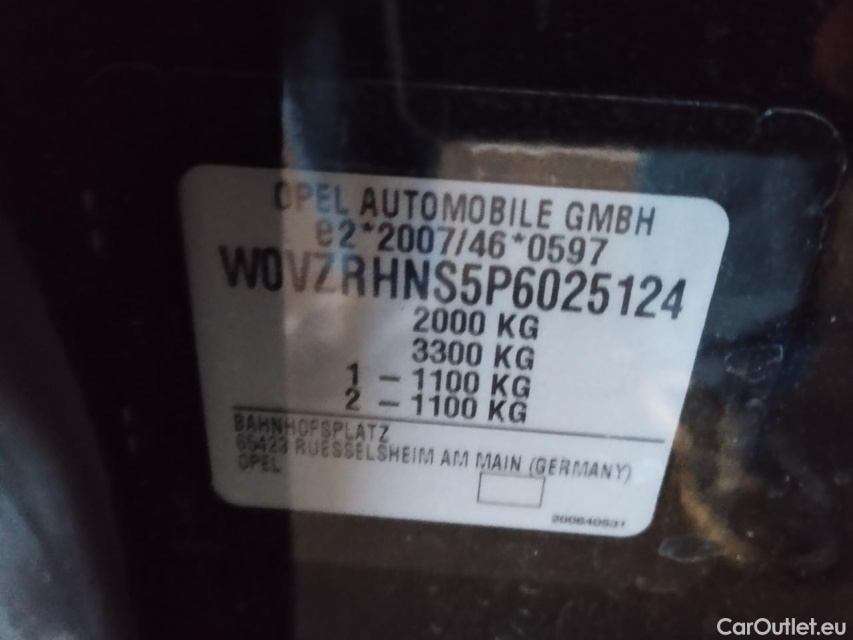 OPEL AUTOMOBILE GMBH
e2*2007/46*0597
W0VZRHNS5P6025124
2000 KG
3300 KG
1 - 1100 KG
2 - 1100 KG
BAHNHOFSPLATZ
65423 RUESSELSHEIM AM MAIN (GERMANY)
OPEL
200640531
CarOutlet.eu